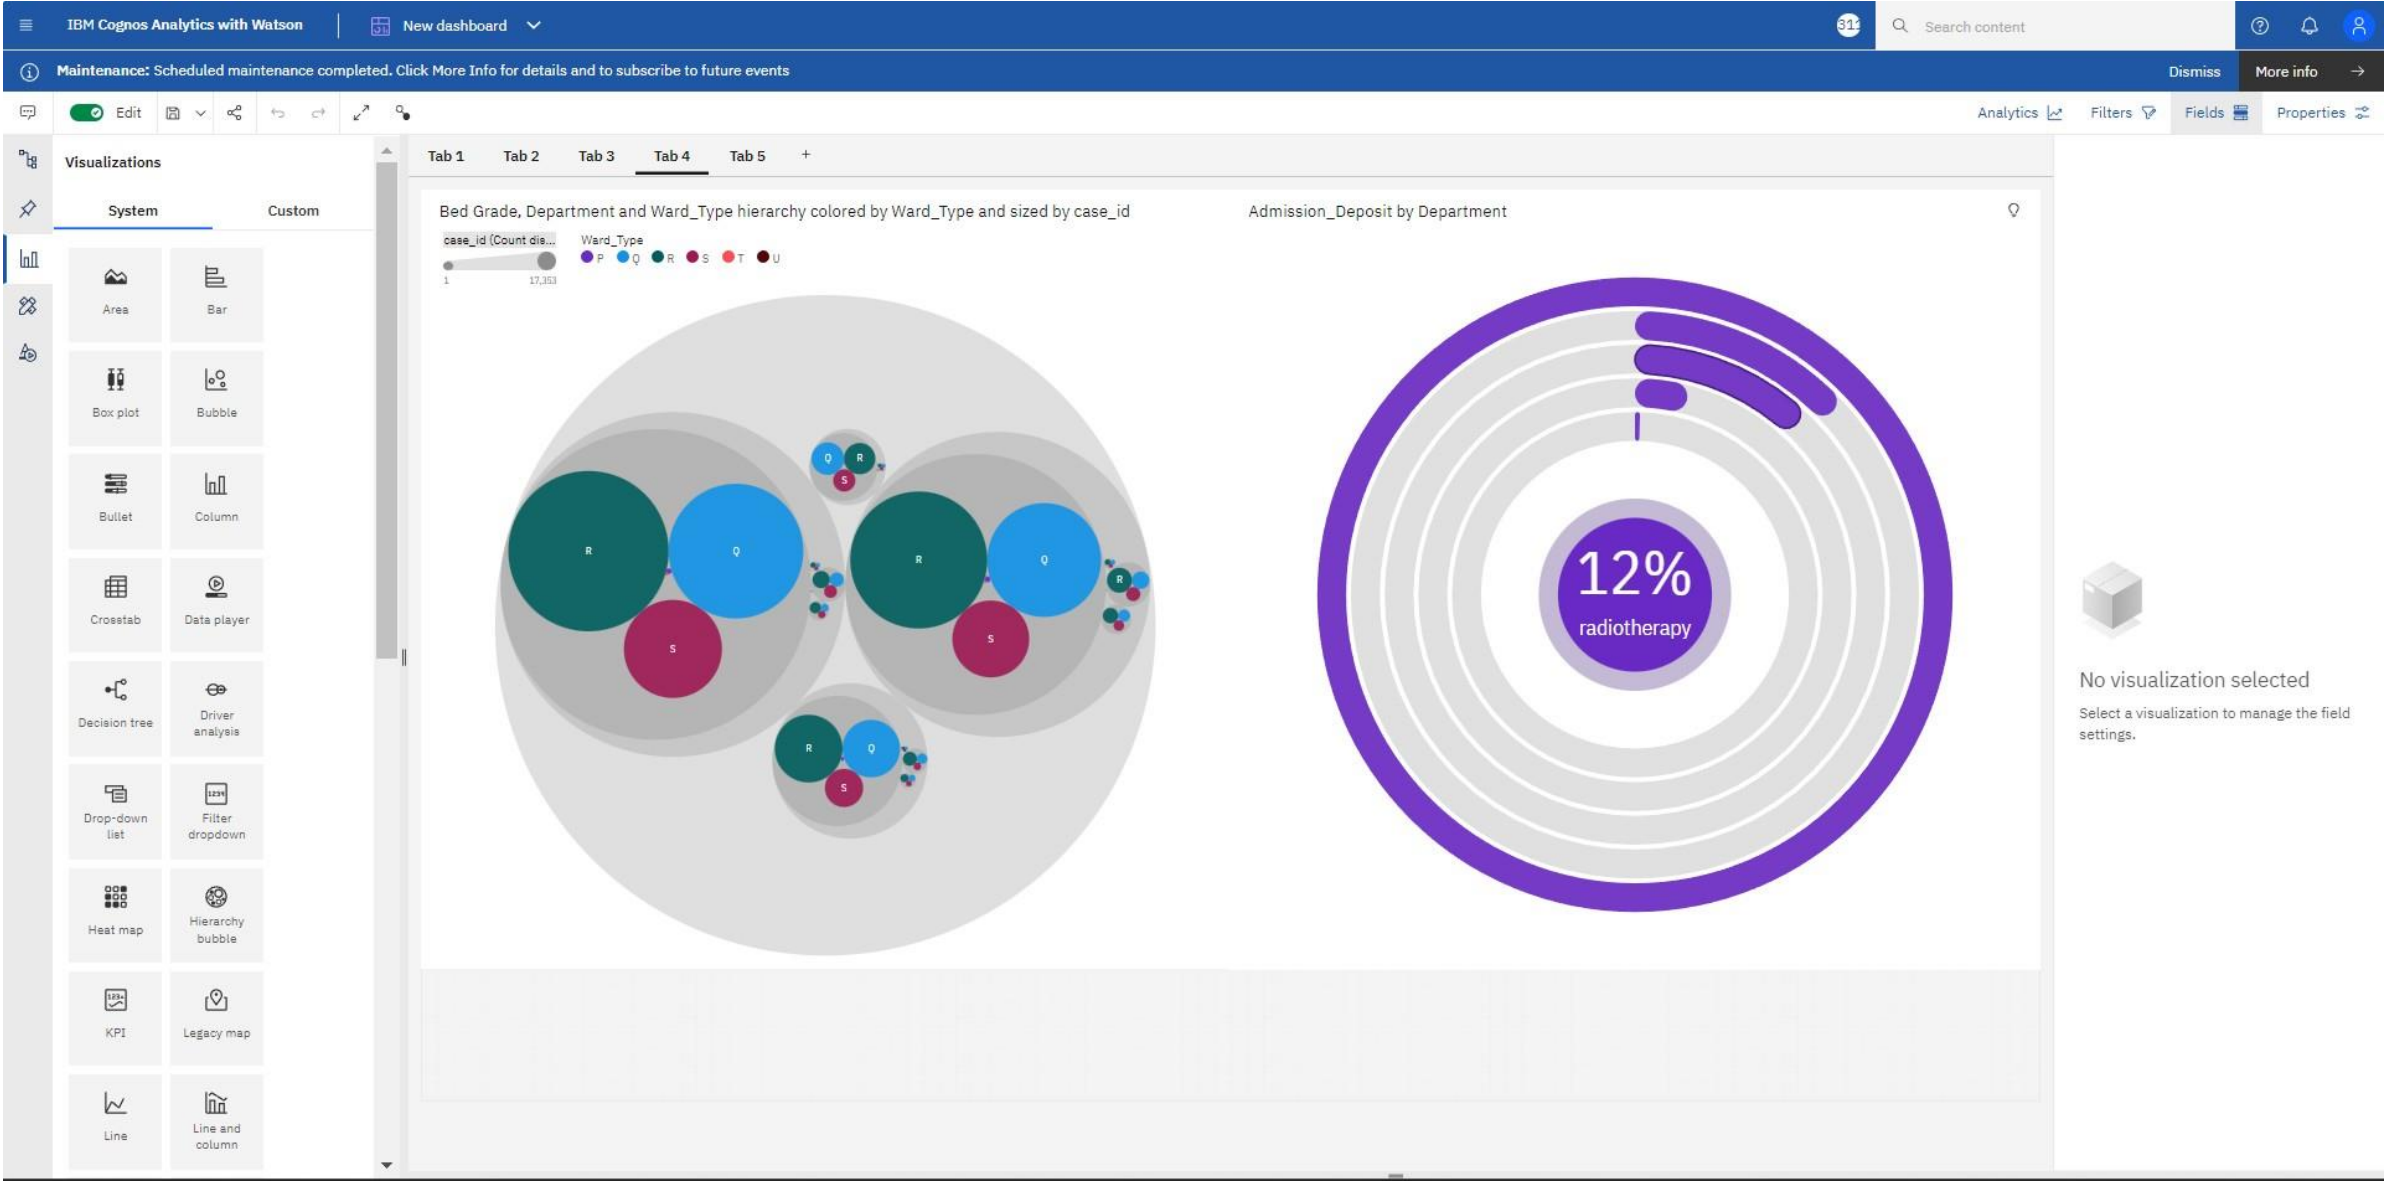 IBM Cognos Analytics with Watson
New dashboard
Search content
Maintenance: Scheduled maintenance completed. Click More Info for details and to subscribe to future events
Dismiss
More info
Edit
Analytics
Filters
Fields
Properties
Visualizations
System
Custom
Area
Bar
Box plot
Bubble
Bullet
Column
Crosstab
Data player
Decision tree
Driver
analysis
Drop-down
list
Filter
dropdown
Heat map
Hierarchy
bubble
KPI
Legacy map
Line
Line and
column
Tab 1
Tab 2
Tab 3
Tab 4
Tab 5
+
Bed Grade, Department and Ward_Type hierarchy colored by Ward_Type and sized by case_id
case_id (Count dis...
1
17,353
Ward_Type
P Q R S T U
Q R
S
R Q
S
R Q
S
R
R Q
S
Admission_Deposit by Department
12%
radiotherapy
No visualization selected
Select a visualization to manage the field
settings.